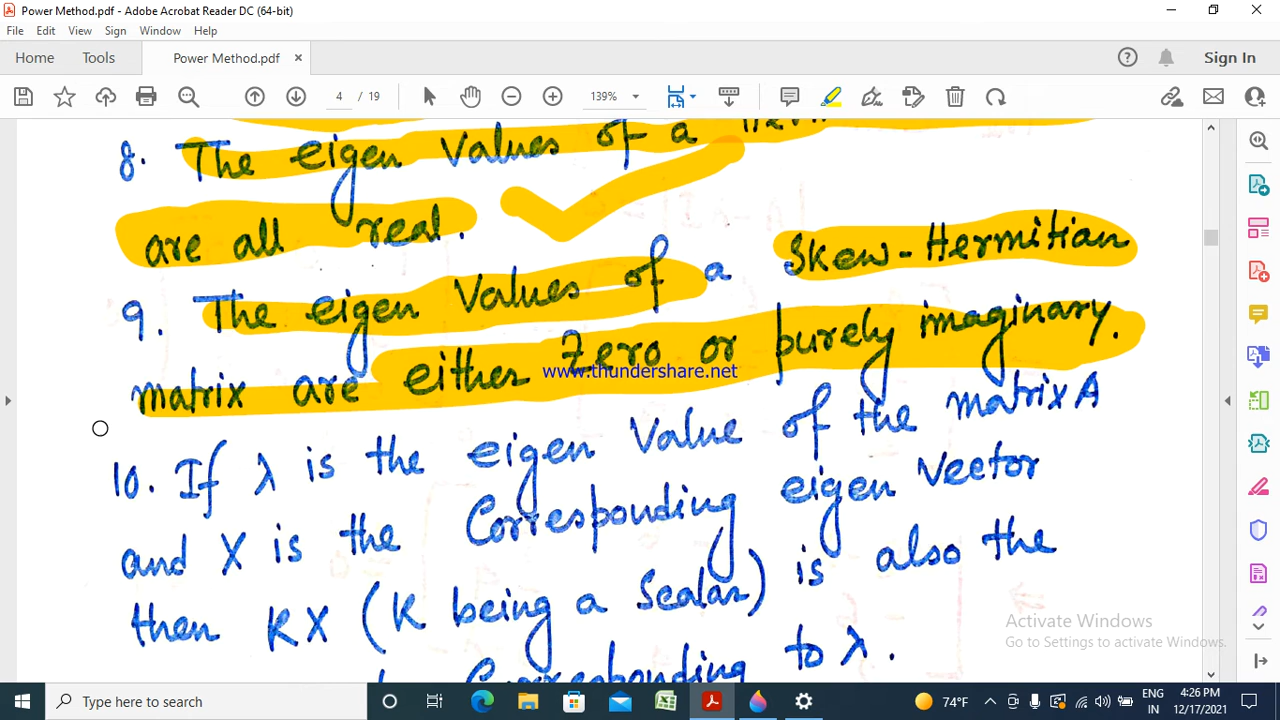 Power Method.pdf - Adobe Acrobat Reader DC (64-bit)
File Edit View Sign Window Help
Home Tools Power Method.pdf × Sign In
4 / 19 139%
8. The eigen values of a
are all real.
9. The eigen values of a Skew-Hermitian
matrix are either zero or purely imaginary.
www.thundershare.net
10. If λ is the eigen value of the matrix A
and X is the Corresponding eigen vector
then KX (K being a Scalar) is also the
Corresponding to λ.
Activate Windows
Go to Settings to activate Windows.
Type here to search
74°F ENG IN 4:26 PM 12/17/2021